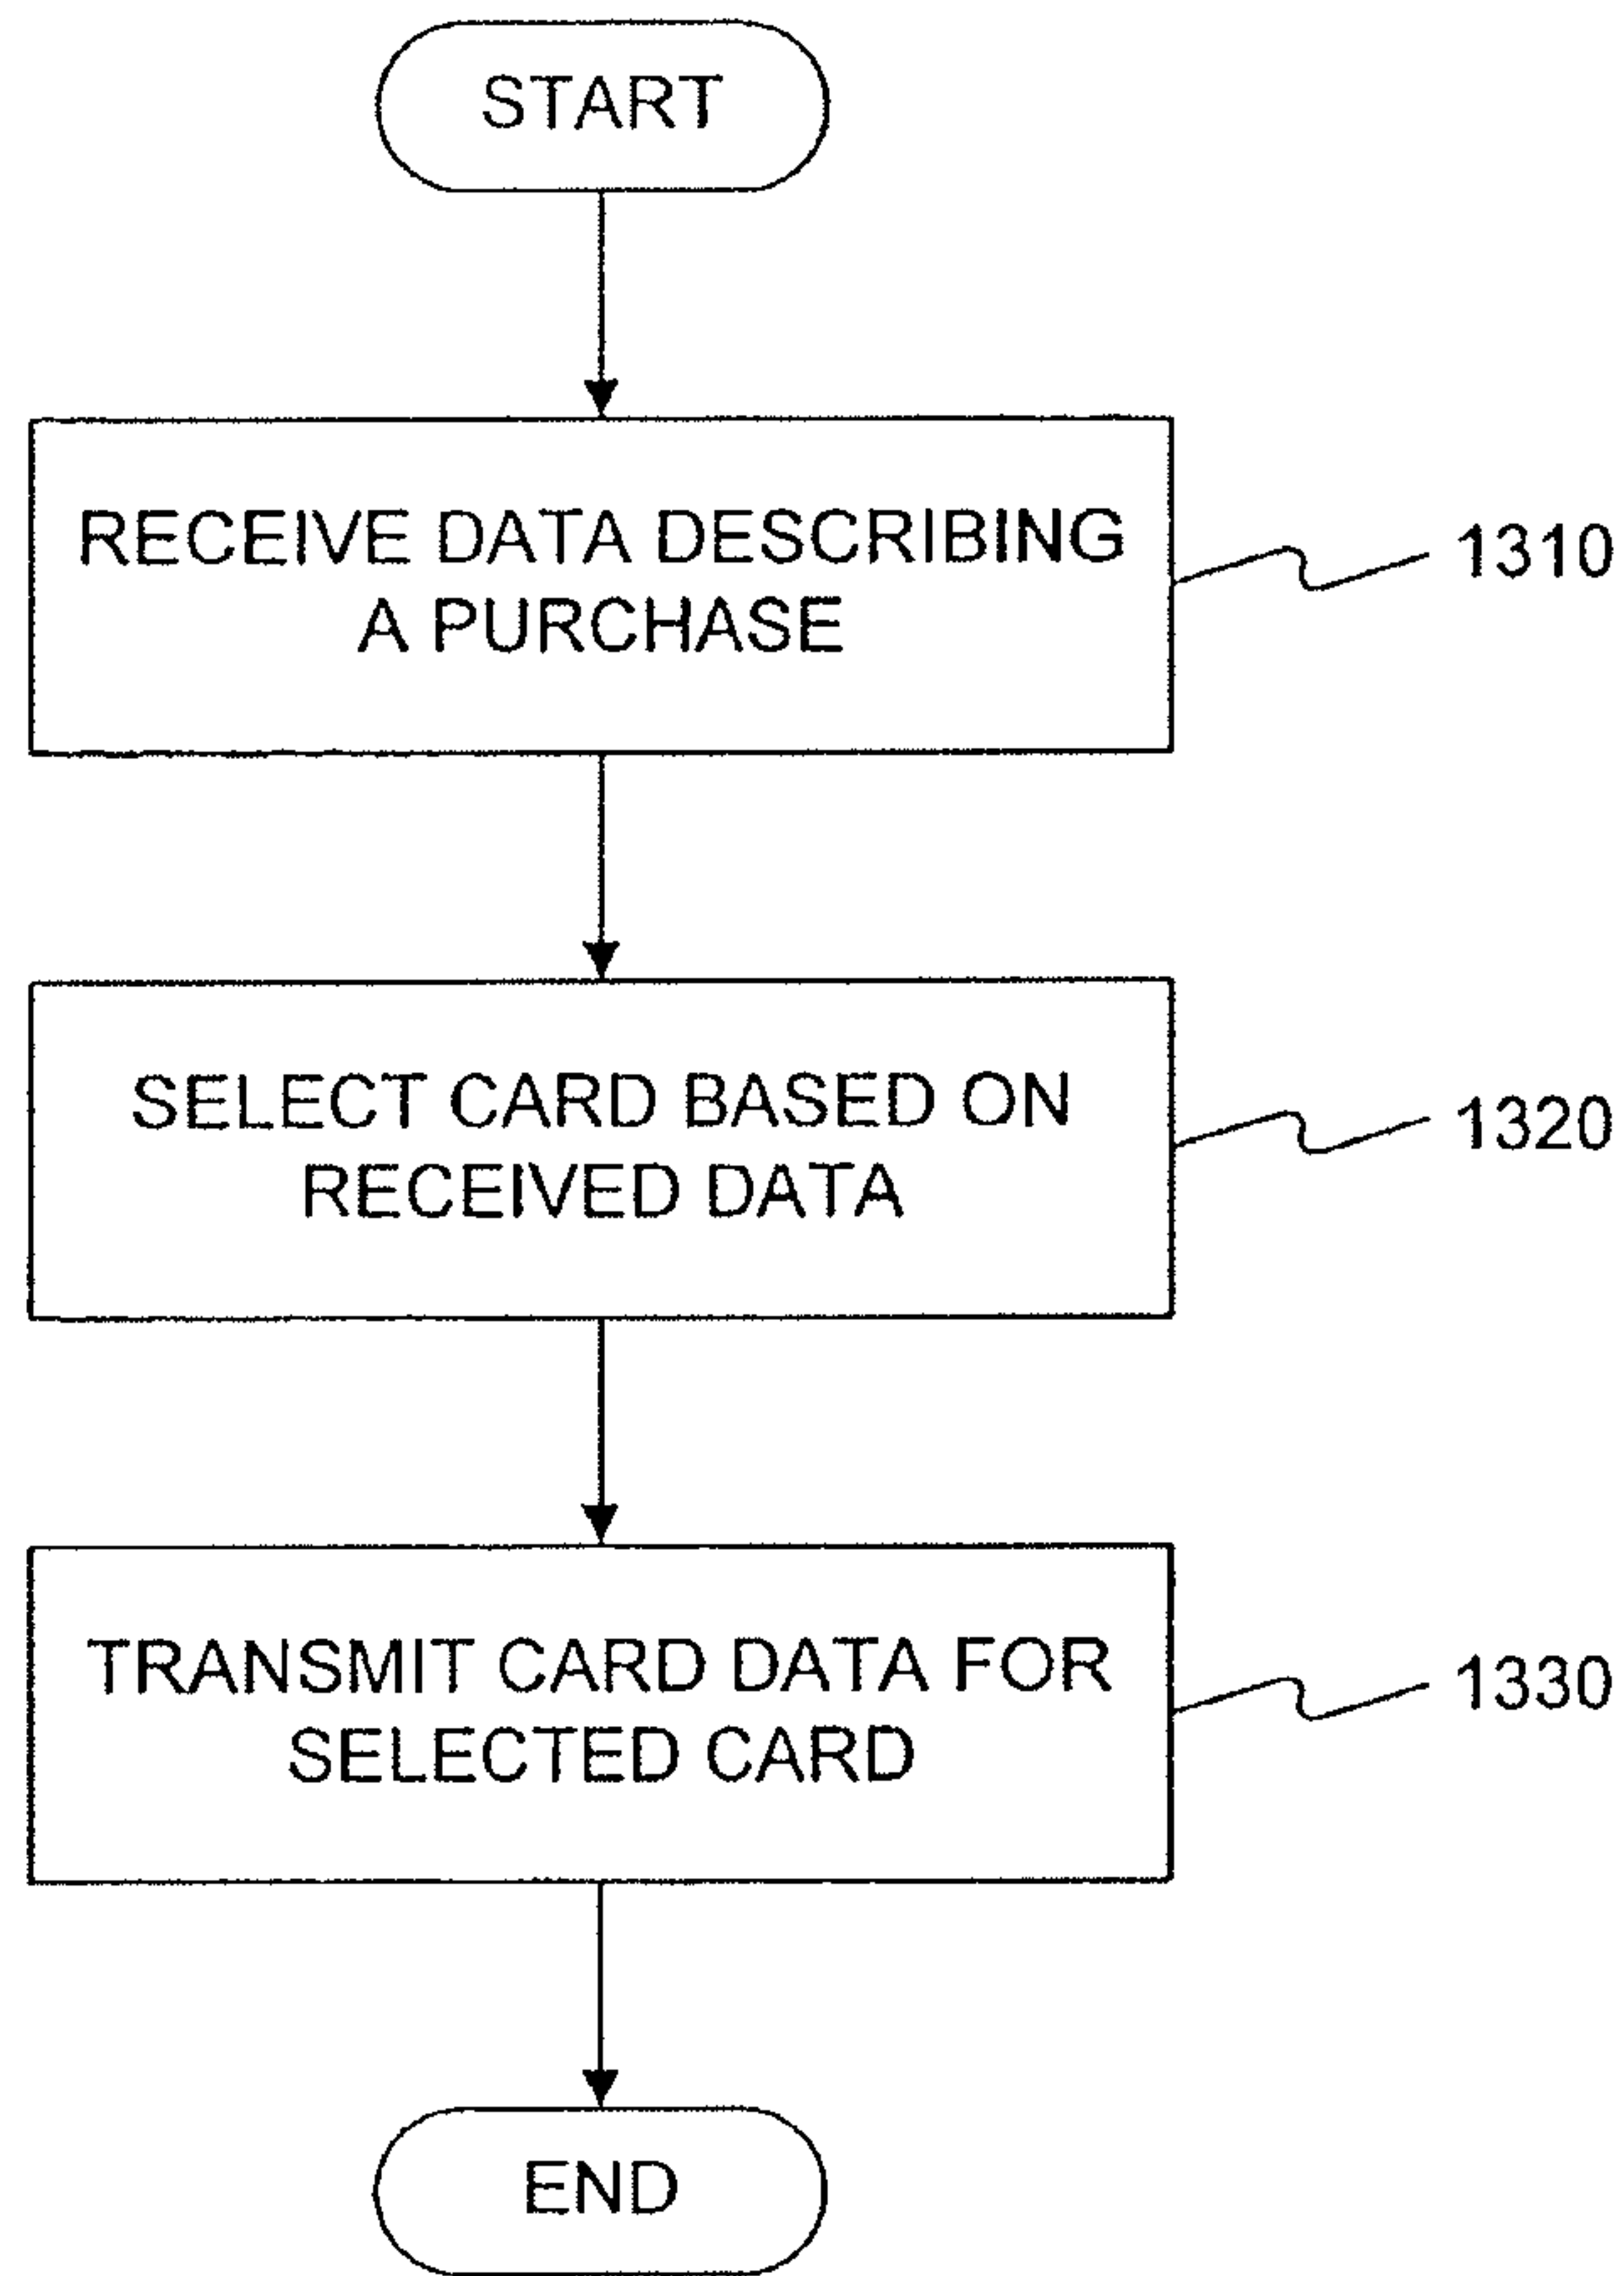 START
RECEIVE DATA DESCRIBING
A PURCHASE
1310
SELECT CARD BASED ON
RECEIVED DATA
1320
TRANSMIT CARD DATA FOR
SELECTED CARD
1330
END